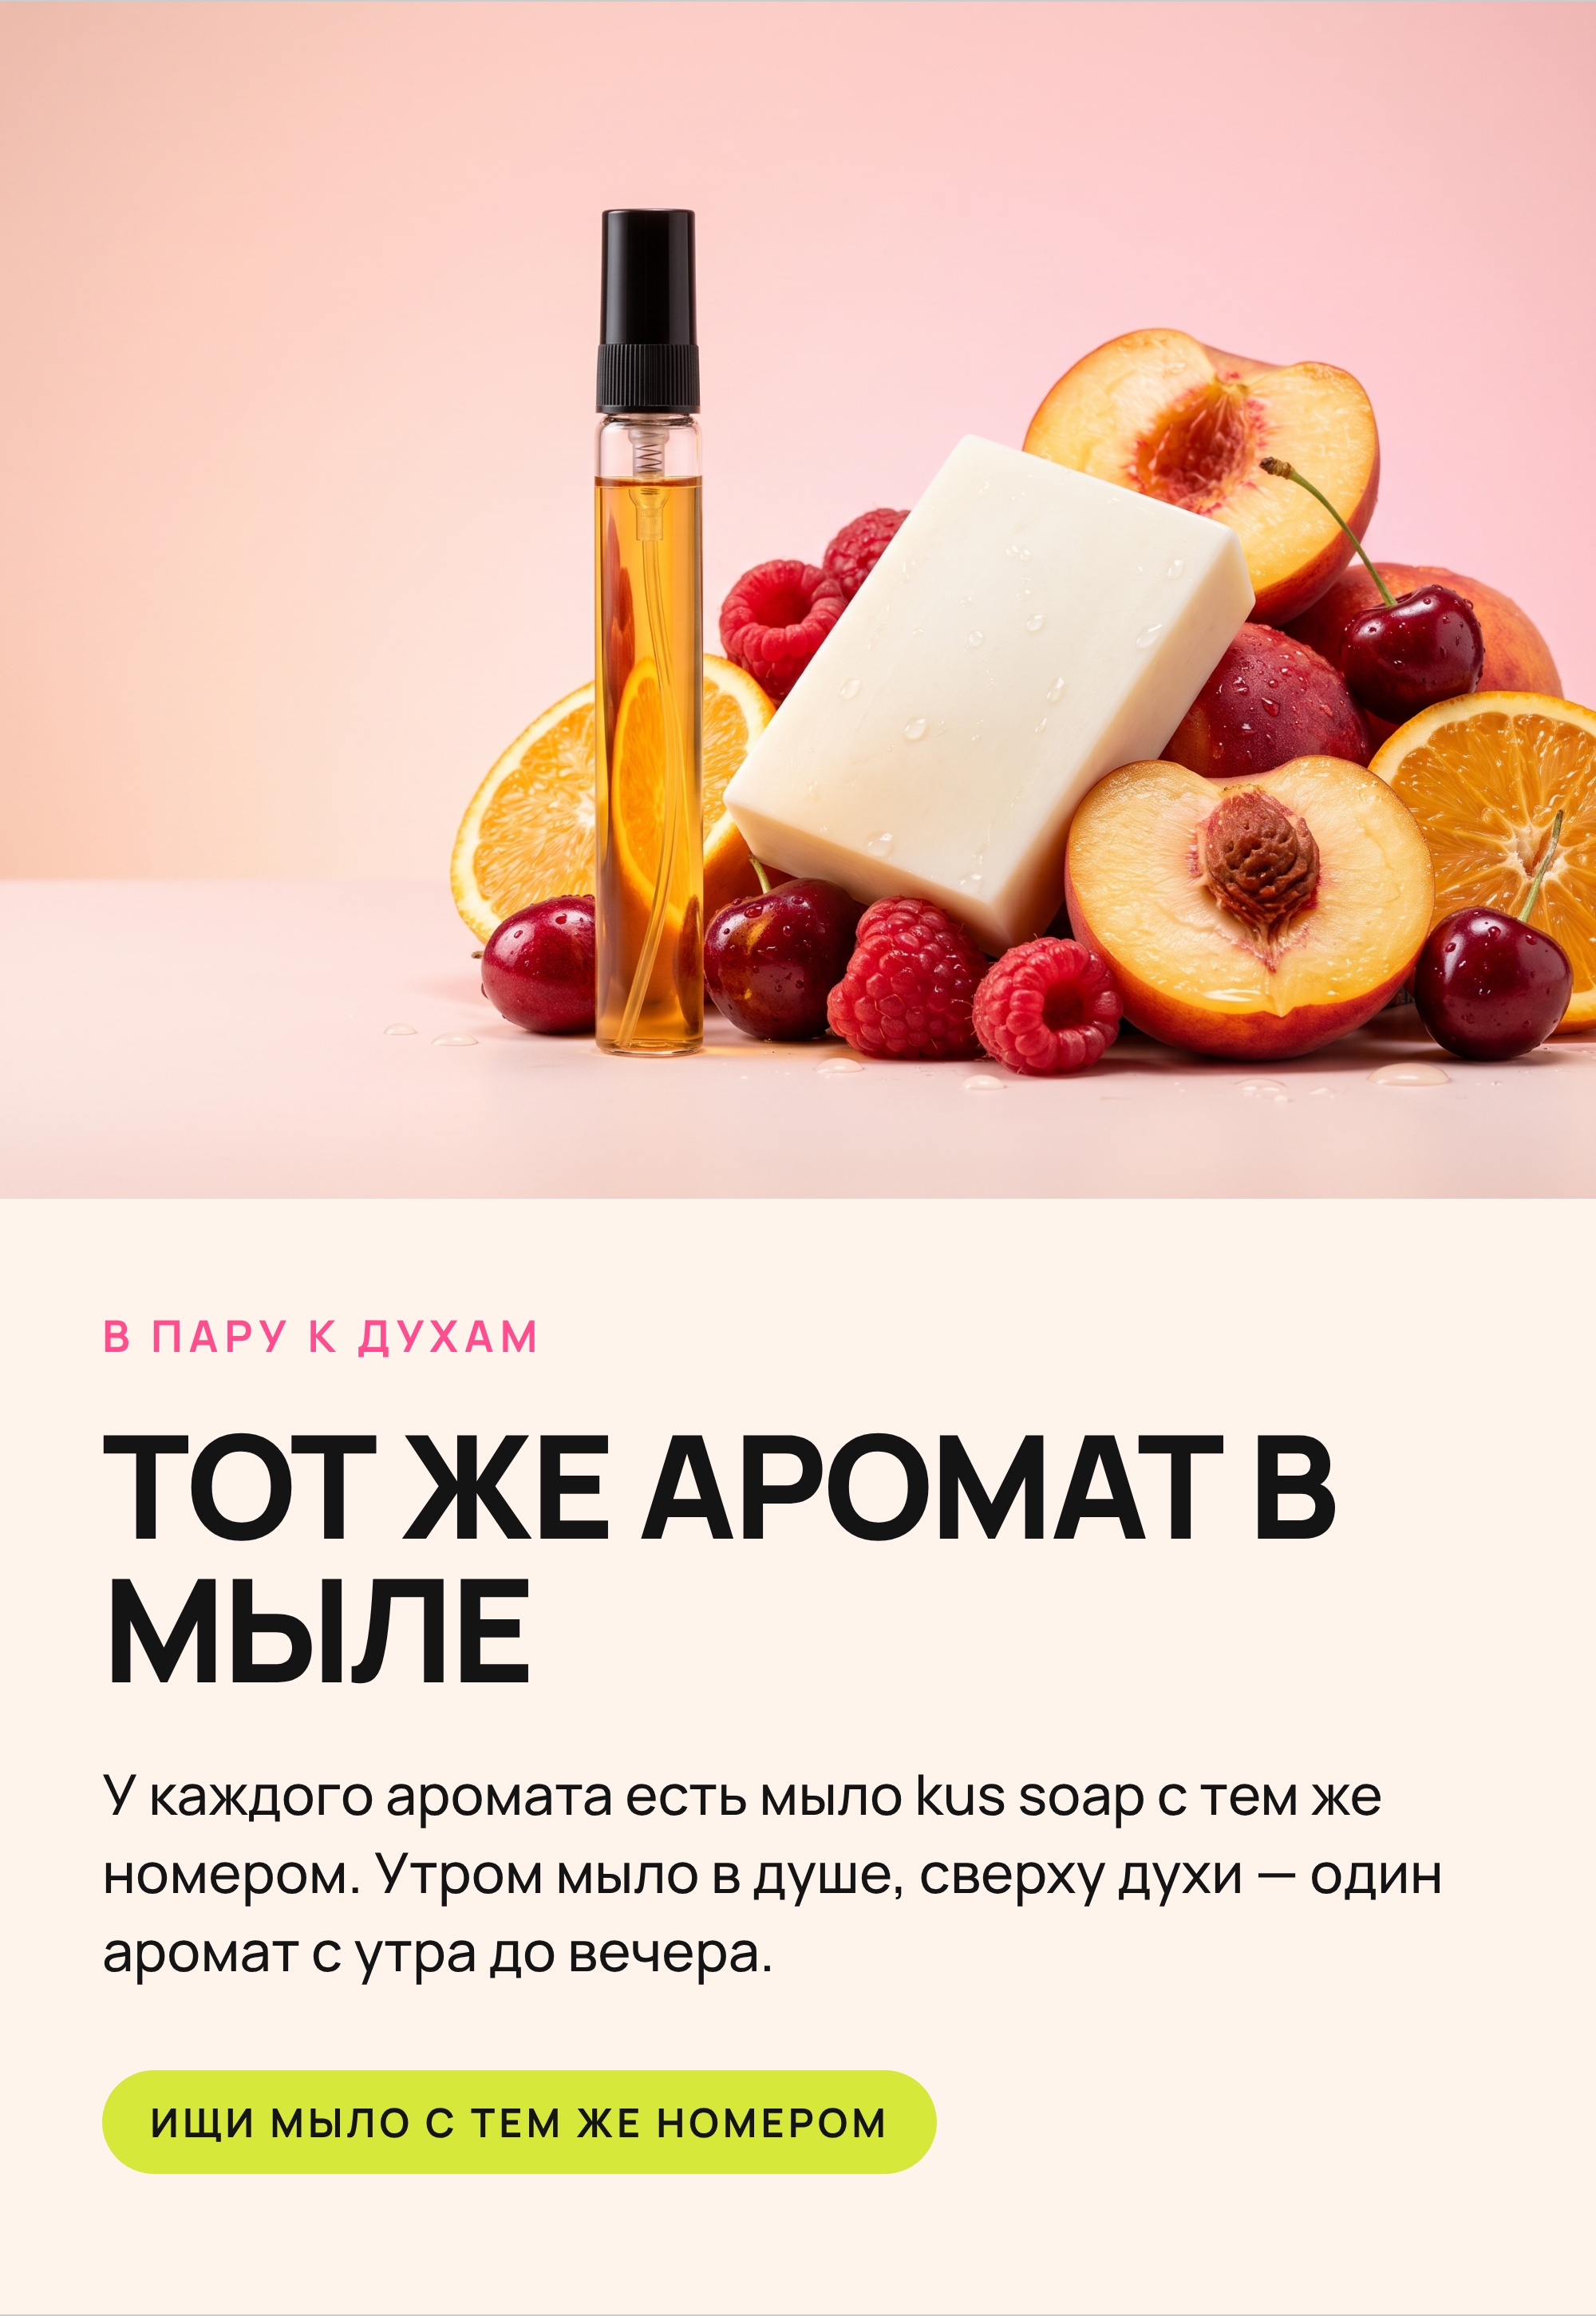 В ПАРУ К ДУХАМ
ТОТ ЖЕ АРОМАТ В
МЫЛЕ
У каждого аромата есть мыло kus soap с тем же
номером. Утром мыло в душе, сверху духи — один
аромат с утра до вечера.
ИЩИ МЫЛО С ТЕМ ЖЕ НОМЕРОМ